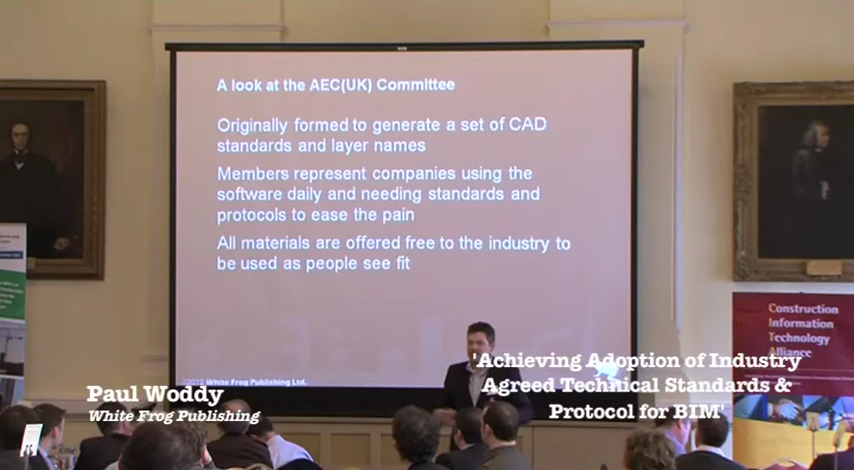 A look at the AEC(UK) Committee
Originally formed to generate a set of CAD
standards and layer names
Members represent companies using the
software daily and needing standards and
protocols to ease the pain
All materials are offered free to the industry to
be used as people see fit
©2012 White Frog Publishing Ltd.
Construction
Information
Technology
Alliance
'Achieving Adoption of Industry
Agreed Technical Standards &
Protocol for BIM'
Paul Woddy
White Frog Publishing